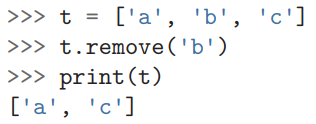 >>> t = ['a', 'b', 'c']
>>> t.remove('b')
>>> print(t)
['a', 'c']